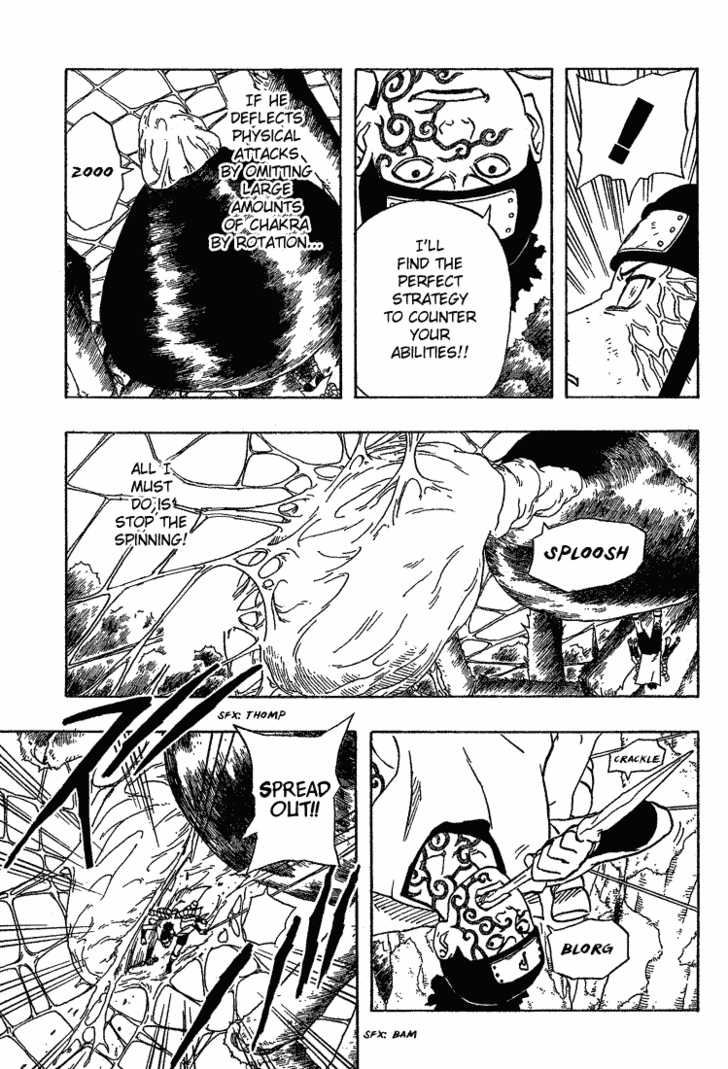 !
I'LL
FIND THE
PERFECT
STRATEGY
TO COUNTER
YOUR
ABILITIES!!
IF HE
DEFLECTS
PHYSICAL
ATTACKS
BY OMITTING
LARGE
AMOUNTS
OF CHAKRA
BY ROTATION...
ZOOO
SPLOOSH
ALL I
MUST
DO IS
STOP THE
SPINNING!
SFX: THOMP
CRACKLE
BLORG
SFX: BAM
SPREAD
OUT!!